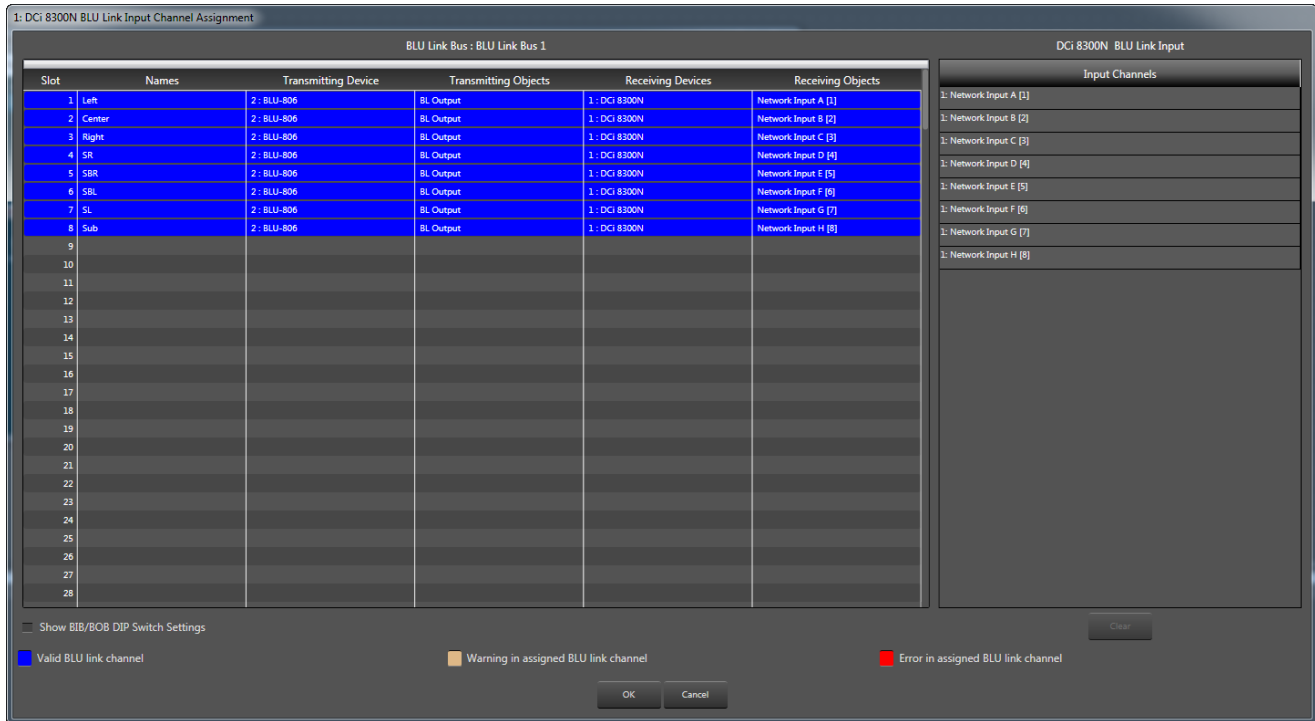 1: DCi 8300N BLU Link Input Channel Assignment
BLU Link Bus : BLU Link Bus 1
DCi 8300N BLU Link Input
Slot Names Transmitting Device Transmitting Objects Receiving Devices Receiving Objects
1 Left 2 : BLU-806 BL Output 1 : DCi 8300N Network Input A [1]
2 Center 2 : BLU-806 BL Output 1 : DCi 8300N Network Input B [2]
3 Right 2 : BLU-806 BL Output 1 : DCi 8300N Network Input C [3]
4 SR 2 : BLU-806 BL Output 1 : DCi 8300N Network Input D [4]
5 SBR 2 : BLU-806 BL Output 1 : DCi 8300N Network Input E [5]
6 SBL 2 : BLU-806 BL Output 1 : DCi 8300N Network Input F [6]
7 SL 2 : BLU-806 BL Output 1 : DCi 8300N Network Input G [7]
8 Sub 2 : BLU-806 BL Output 1 : DCi 8300N Network Input H [8]
9
10
11
12
13
14
15
16
17
18
19
20
21
22
23
24
25
26
27
28
Input Channels
1: Network Input A [1]
1: Network Input B [2]
1: Network Input C [3]
1: Network Input D [4]
1: Network Input E [5]
1: Network Input F [6]
1: Network Input G [7]
1: Network Input H [8]
Show BIB/BOB DIP Switch Settings
Clear
Valid BLU link channel
Warning in assigned BLU link channel
Error in assigned BLU link channel
OK Cancel